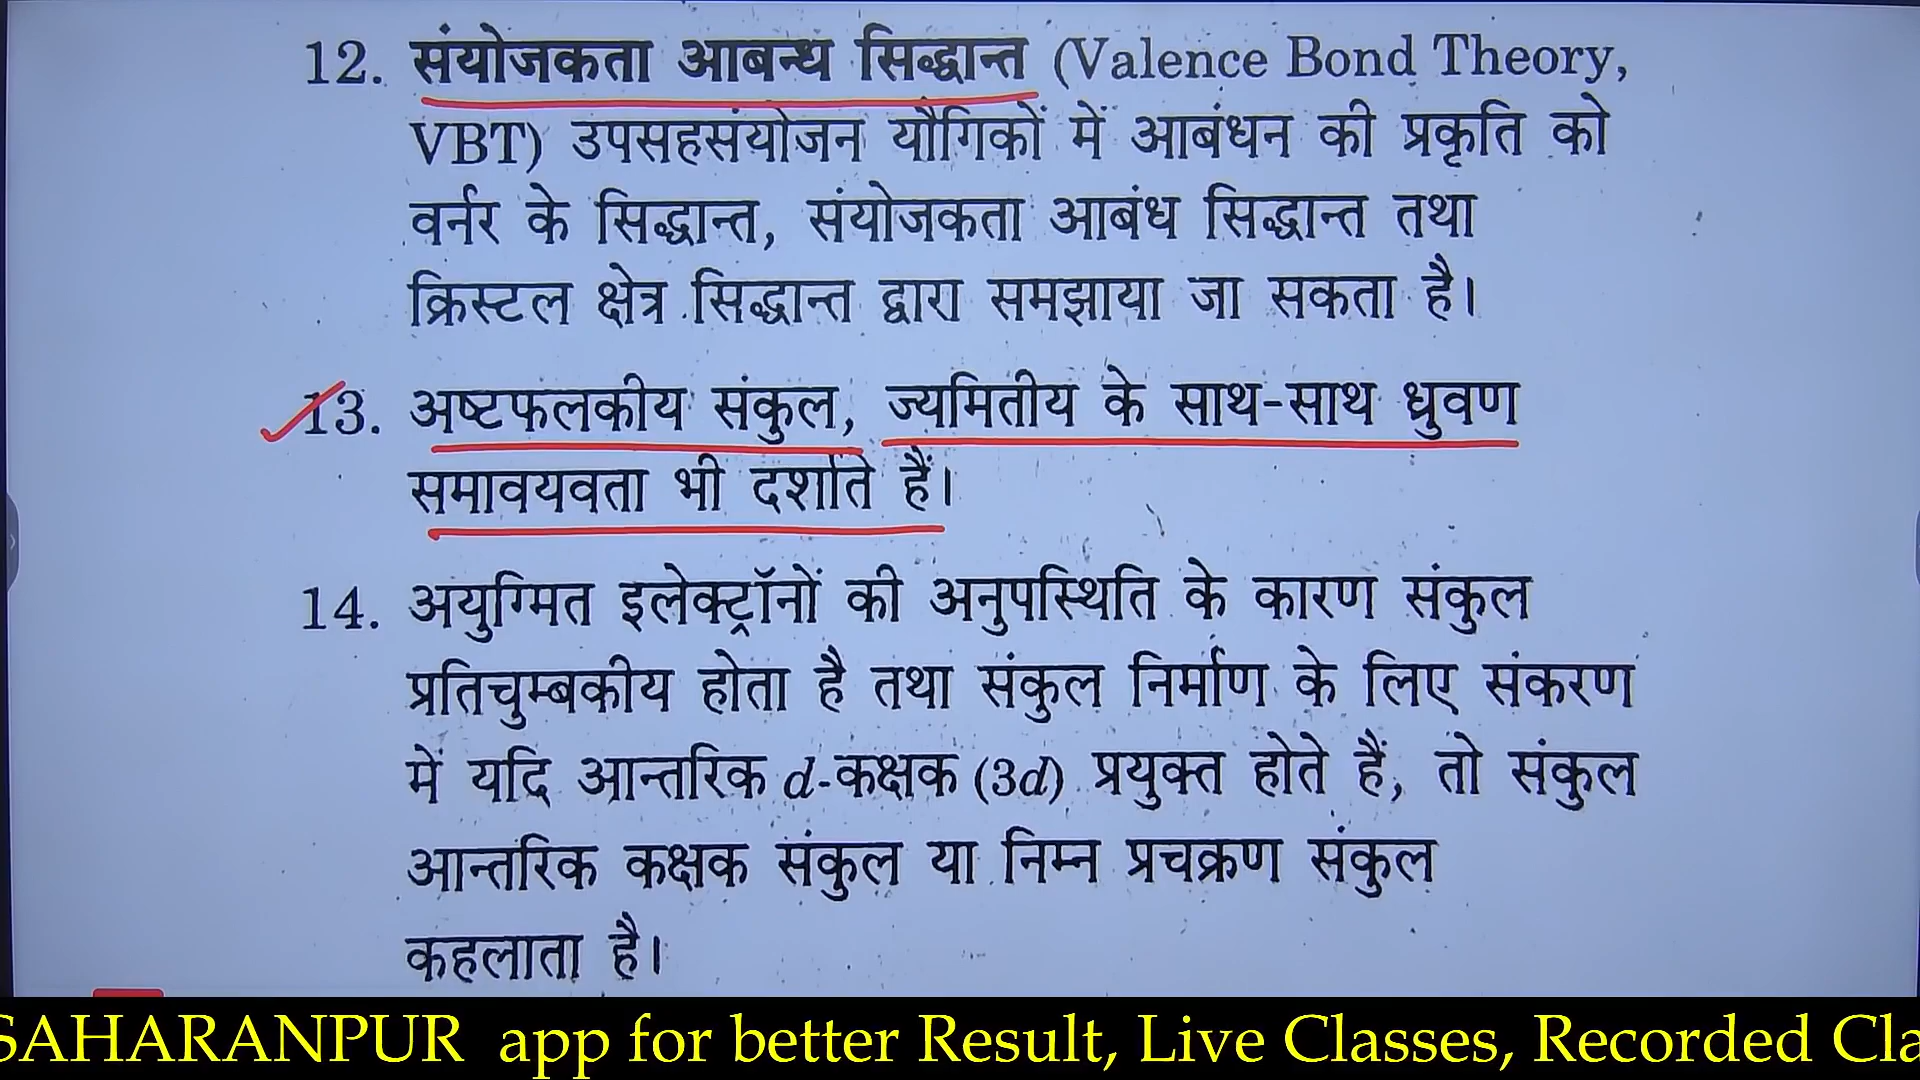 12. संयोजकता आबन्ध सिद्धान्त (Valence Bond Theory,
VBT) उपसहसंयोजन यौगिकों में आबंधन की प्रकृति को
वर्नर के सिद्धान्त, संयोजकता आबंध सिद्धान्त तथा
क्रिस्टल क्षेत्र सिद्धान्त द्वारा समझाया जा सकता है।
13. अष्टफलकीय संकुल, ज्यमितीय के साथ-साथ ध्रुवण
समावयवता भी दर्शाते हैं।
14. अयुग्मित इलेक्ट्रॉनों की अनुपस्थिति के कारण संकुल
प्रतिचुम्बकीय होता है तथा संकुल निर्माण के लिए संकरण
में यदि आन्तरिक d-कक्षक (3d) प्रयुक्त होते हैं, तो संकुल
आन्तरिक कक्षक संकुल या निम्न प्रचक्रण संकुल
कहलाता है।
SAHARANPUR app for better Result, Live Classes, Recorded Cla